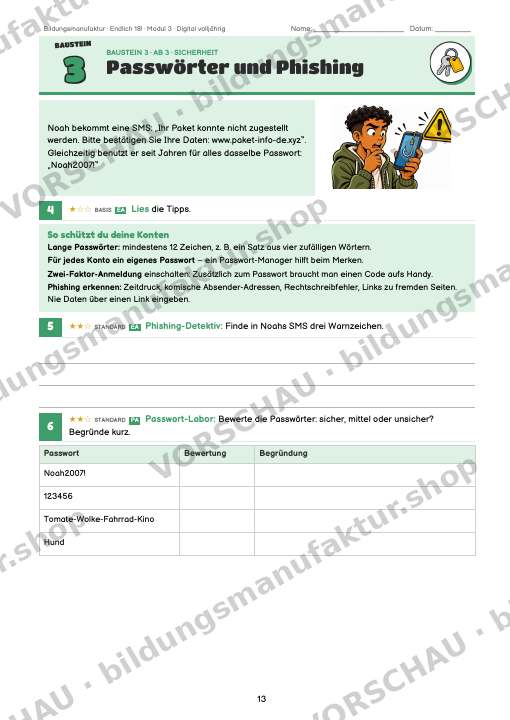 Bildungsmanufaktur · Endlich 18! · Modul 3 · Digital volljährig Name: Datum:
BAUSTEIN
3
BAUSTEIN 3 · AB 3 · SICHERHEIT
Passwörter und Phishing
Noah bekommt eine SMS: „Ihr Paket konnte nicht zugestellt
werden. Bitte bestätigen Sie Ihre Daten: www.paket-info-de.xyz“.
Gleichzeitig benutzt er seit Jahren für alles dasselbe Passwort:
„Noah2007!“
4 ★☆☆ BASIS EA Lies die Tipps.
So schützt du deine Konten
Lange Passwörter: mindestens 12 Zeichen, z. B. ein Satz aus vier zufälligen Wörtern.
Für jedes Konto ein eigenes Passwort – ein Passwort-Manager hilft beim Merken.
Zwei-Faktor-Anmeldung einschalten: Zusätzlich zum Passwort braucht man einen Code aufs Handy.
Phishing erkennen: Zeitdruck, komische Absender-Adressen, Rechtschreibfehler, Links zu fremden Seiten.
Nie Daten über einen Link eingeben.
5 ★★☆ STANDARD EA Phishing-Detektiv: Finde in Noahs SMS drei Warnzeichen.
6 ★★☆ STANDARD PA Passwort-Labor: Bewerte die Passwörter: sicher, mittel oder unsicher?
Begründe kurz.
Passwort Bewertung Begründung
Noah2007!
123456
Tomate-Wolke-Fahrrad-Kino
Hund
13
VORSCHAU · bildungsmanufaktur.shop
VORSCHAU · bildungsmanufaktur.shop
VORSCHAU · bildungsmanufaktur.shop